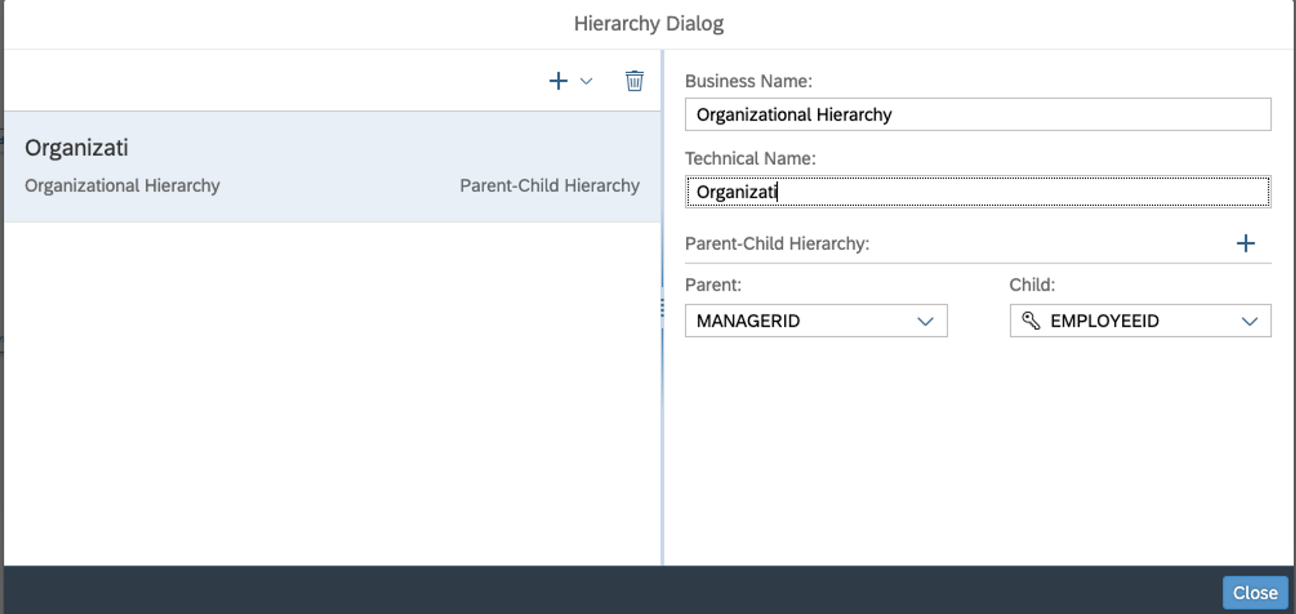 Hierarchy Dialog
Organizati
Organizational Hierarchy Parent-Child Hierarchy
Business Name:
Organizational Hierarchy
Technical Name:
Organizati
Parent-Child Hierarchy:
Parent: Child:
MANAGERID EMPLOYEEID
Close